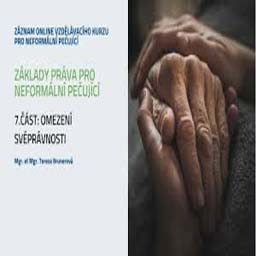 ZÁZNAM ONLINE VZDĚLÁVACÍHO KURZU
PRO NEFORMÁLNÍ PEČUJÍCÍ
ZÁKLADY PRÁVA PRO
NEFORMÁLNÍ PEČUJÍCÍ
7.ČÁST: OMEZENÍ
SVÉPRÁVNOSTI
Mgr. et Mgr. Tereza Brunerová